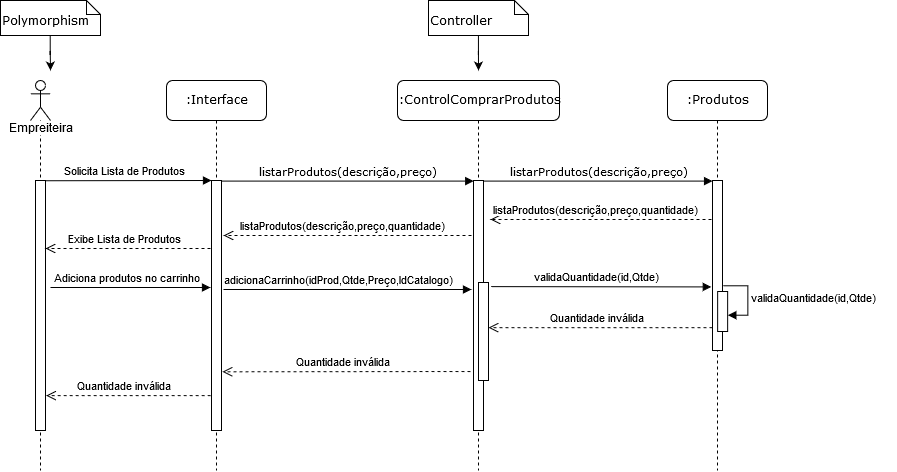 Polymorphism
Controller
:Interface
:ControlComprarProdutos
:Produtos
Empreiteira
Solicita Lista de Produtos
listarProdutos(descrição,preço)
listarProdutos(descrição,preço)
listaProdutos(descrição,preço,quantidade)
listaProdutos(descrição,preço,quantidade)
Exibe Lista de Produtos
Adiciona produtos no carrinho
adicionaCarrinho(idProd,Qtde,Preço,IdCatalogo)
validaQuantidade(id,Qtde)
validaQuantidade(id,Qtde)
Quantidade inválida
Quantidade inválida
Quantidade inválida